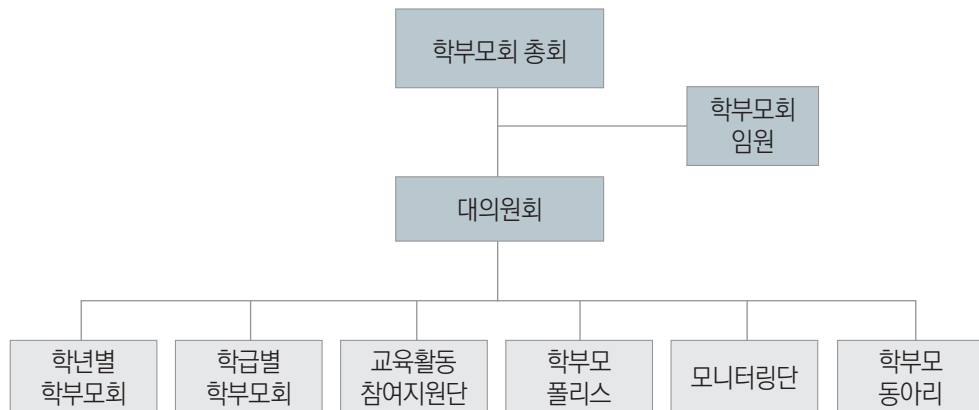 학부모회 총회
학부모회
임원
대의원회
학년별
학부모회
학급별
학부모회
교육활동
참여지원단
학부모
폴리스
모니터링단
학부모
동아리